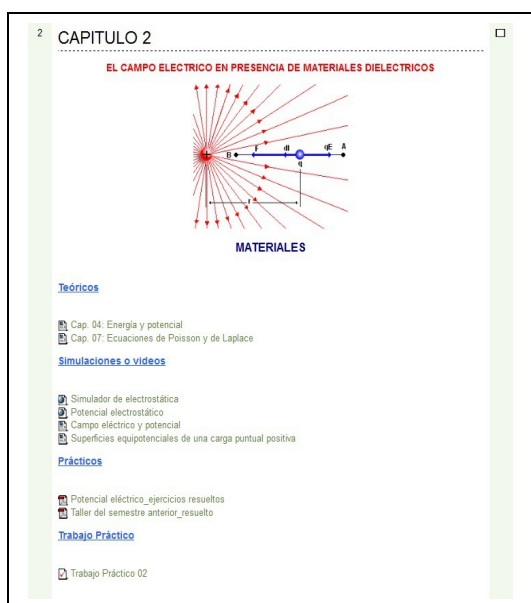 2
CAPITULO 2
EL CAMPO ELECTRICO EN PRESENCIA DE MATERIALES DIELECTRICOS
B F dl q qE A
r
MATERIALES
Teóricos
Cap. 04: Energía y potencial
Cap. 07: Ecuaciones de Poisson y de Laplace
Simulaciones o videos
Simulador de electrostática
Potencial electrostático
Campo eléctrico y potencial
Superficies equipotenciales de una carga puntual positiva
Prácticos
Potencial eléctrico_ejercicios resueltos
Taller del semestre anterior_resuelto
Trabajo Práctico
Trabajo Práctico 02